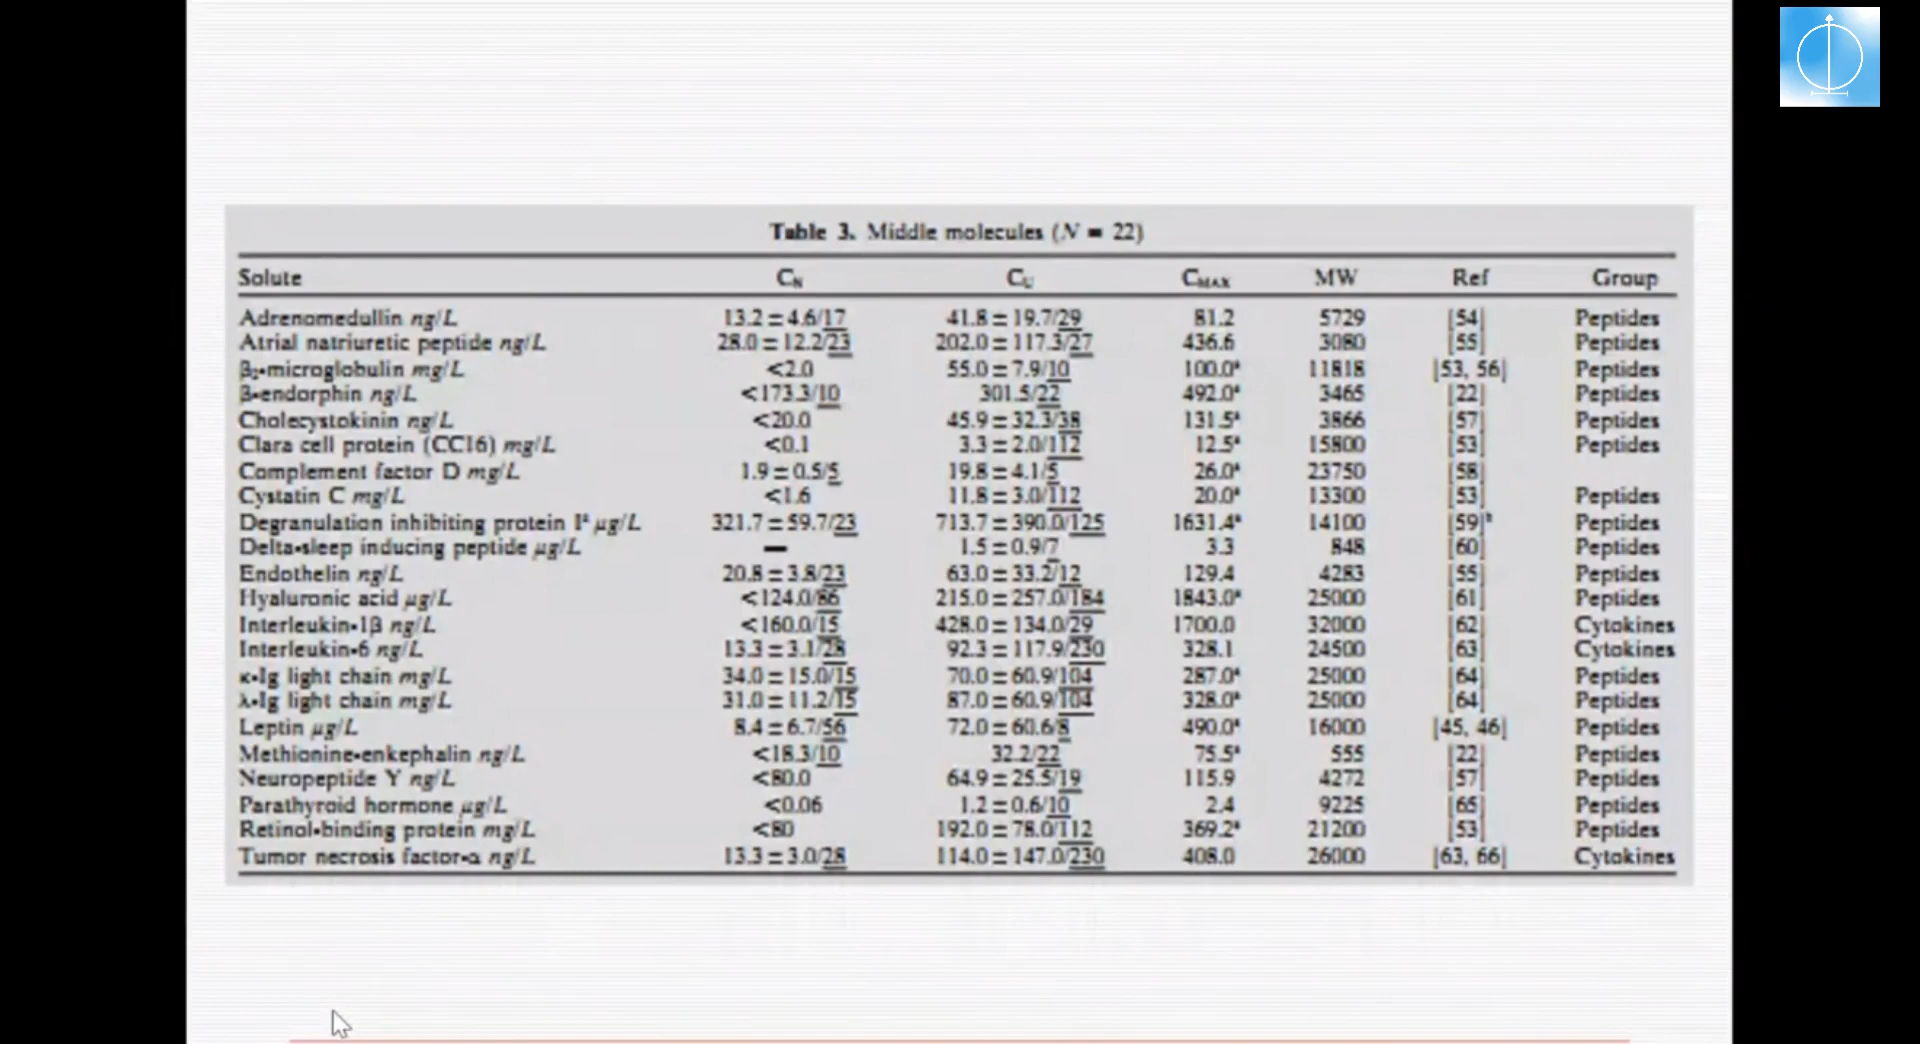 Table 3. Middle molecules (N = 22)
Solute C_N C_U C_MAX MW Ref Group
Adrenomedullin ng/L 13.2 ± 4.6/17 41.8 ± 19.7/29 81.2 5729 [54] Peptides
Atrial natriuretic peptide ng/L 28.0 ± 12.2/23 202.0 ± 117.3/27 436.6 3080 [55] Peptides
β₂-microglobulin mg/L <2.0 55.0 ± 7.9/10 100.0ᵃ 11818 [53, 56] Peptides
β-endorphin ng/L <173.3/10 301.5/22 492.0ᵃ 3465 [22] Peptides
Cholecystokinin ng/L <20.0 45.9 ± 32.3/38 131.5ᵃ 3866 [57] Peptides
Clara cell protein (CC16) mg/L <0.1 3.3 ± 2.0/112 12.5ᵃ 15800 [53] Peptides
Complement factor D mg/L 1.9 ± 0.5/5 19.8 ± 4.1/5 26.0ᵃ 23750 [58]
Cystatin C mg/L <1.6 11.8 ± 3.0/112 20.0ᵃ 13300 [53] Peptides
Degranulation inhibiting protein Iᵃ µg/L 321.7 ± 59.7/23 713.7 ± 390.0/125 1631.4ᵃ 14100 [59]ᵇ Peptides
Delta-sleep inducing peptide µg/L — 1.5 ± 0.9/7 3.3 848 [60] Peptides
Endothelin ng/L 20.8 ± 3.8/23 63.0 ± 33.2/12 129.4 4283 [55] Peptides
Hyaluronic acid µg/L <124.0/86 215.0 ± 257.0/184 1843.0ᵃ 25000 [61] Peptides
Interleukin-1β ng/L <160.0/15 428.0 ± 134.0/29 1700.0 32000 [62] Cytokines
Interleukin-6 ng/L 13.3 ± 3.1/28 92.3 ± 117.9/230 328.1 24500 [63] Cytokines
κ-Ig light chain mg/L 34.0 ± 15.0/15 70.0 ± 60.9/104 287.0ᵃ 25000 [64] Peptides
λ-Ig light chain mg/L 31.0 ± 11.2/15 87.0 ± 60.9/104 328.0ᵃ 25000 [64] Peptides
Leptin µg/L 8.4 ± 6.7/56 72.0 ± 60.6/8 490.0ᵃ 16000 [45, 46] Peptides
Methionine-enkephalin ng/L <18.3/10 32.2/22 75.5ᵃ 555 [22] Peptides
Neuropeptide Y ng/L <80.0 64.9 ± 25.5/19 115.9 4272 [57] Peptides
Parathyroid hormone µg/L <0.06 1.2 ± 0.6/10 2.4 9225 [65] Peptides
Retinol-binding protein mg/L <80 192.0 ± 78.0/112 369.2ᵃ 21200 [53] Peptides
Tumor necrosis factor-α ng/L 13.3 ± 3.0/28 114.0 ± 147.0/230 408.0 26000 [63, 66] Cytokines